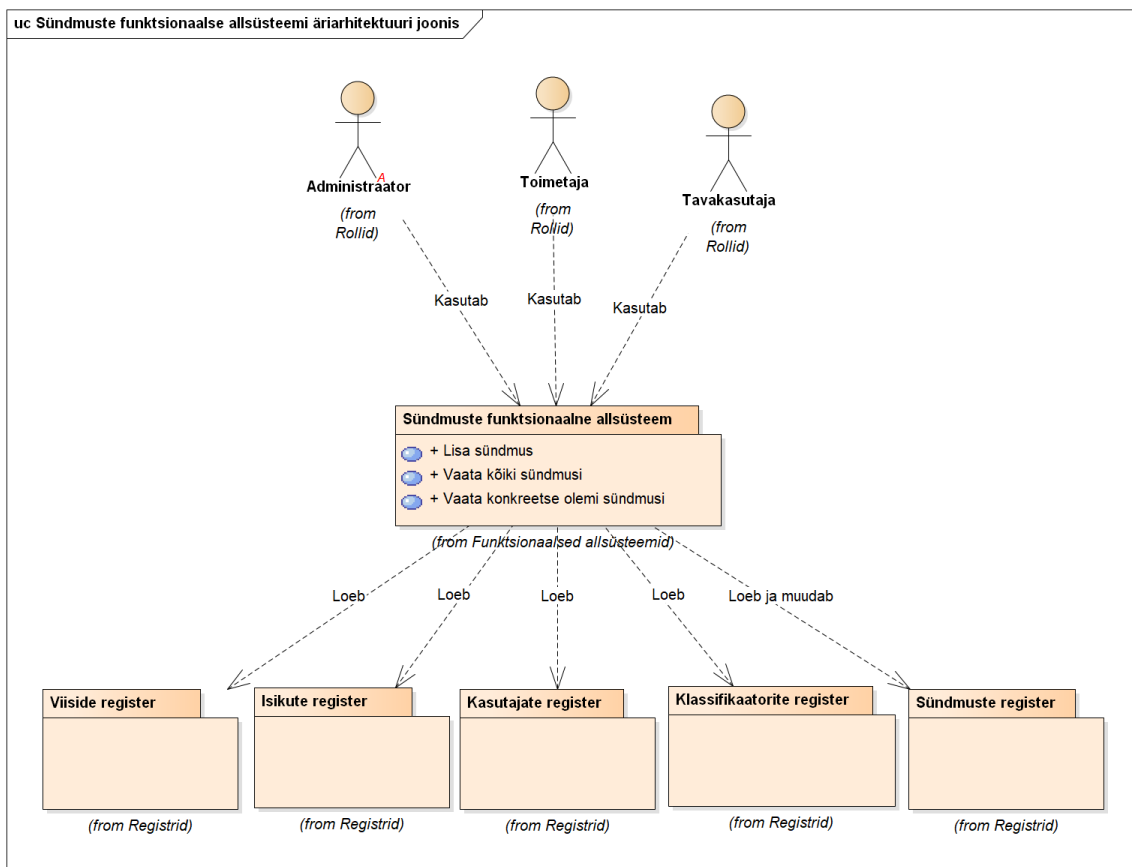 uc Sündmuste funktsionaalse allsüsteemi äriarhitektuuri joonis
A
Administraator
(from
Rollid)
Toimetaja
(from
Rollid)
Tavakasutaja
(from
Rollid)
Kasutab
Kasutab
Kasutab
Sündmuste funktsionaalne allsüsteem
+ Lisa sündmus
+ Vaata kõiki sündmusi
+ Vaata konkreetse olemi sündmusi
(from Funktsionaalsed allsüsteemid)
Loeb
Loeb
Loeb
Loeb
Loeb ja muudab
Viiside register
(from Registrid)
Isikute register
(from Registrid)
Kasutajate register
(from Registrid)
Klassifikaatorite register
(from Registrid)
Sündmuste register
(from Registrid)